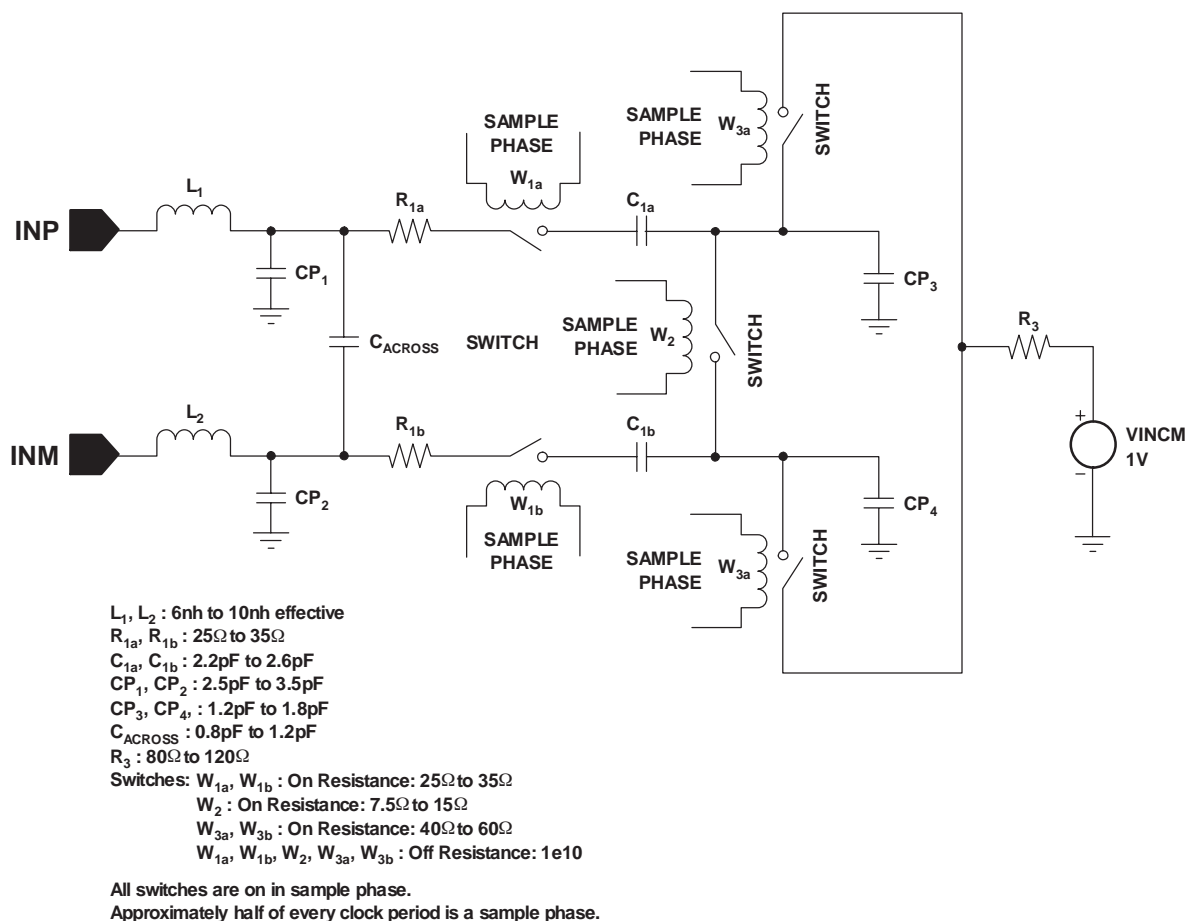 SAMPLE
PHASE
W1a
SAMPLE
PHASE
W3a
SWITCH
L1
INP
R1a
C1a
CP1
CP3
SAMPLE
PHASE
W2
SWITCH
R3
CACROSS
SWITCH
L2
INM
R1b
C1b
+
VINCM
1V
−
CP2
W1b
SAMPLE
PHASE
CP4
SAMPLE
PHASE
W3a
SWITCH
L1, L2 : 6nh to 10nh effective
R1a, R1b : 25Ω to 35Ω
C1a, C1b : 2.2pF to 2.6pF
CP1, CP2 : 2.5pF to 3.5pF
CP3, CP4, : 1.2pF to 1.8pF
CACROSS : 0.8pF to 1.2pF
R3 : 80Ω to 120Ω
Switches: W1a, W1b : On Resistance: 25Ω to 35Ω
W2 : On Resistance: 7.5Ω to 15Ω
W3a, W3b : On Resistance: 40Ω to 60Ω
W1a, W1b, W2, W3a, W3b : Off Resistance: 1e10
All switches are on in sample phase.
Approximately half of every clock period is a sample phase.